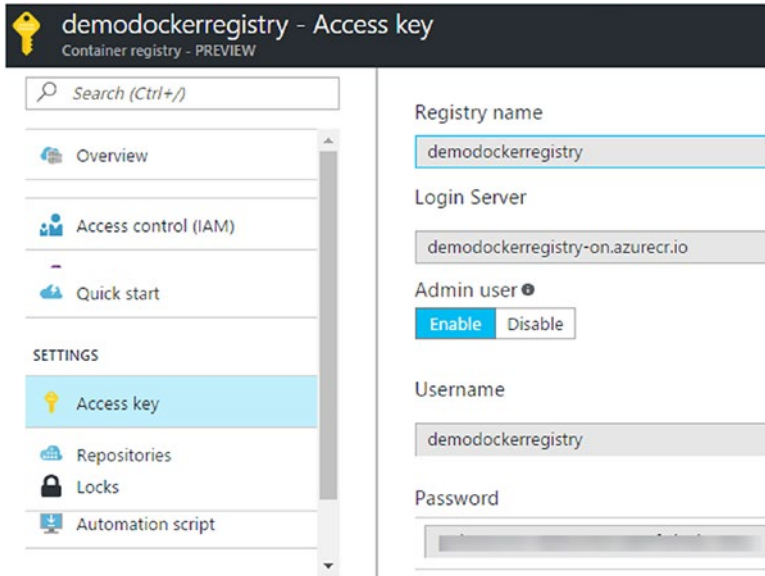 demodockerregistry - Access key
Container registry - PREVIEW
Search (Ctrl+/)
Overview
Access control (IAM)
Quick start
SETTINGS
Access key
Repositories
Locks
Automation script
Registry name
demodockerregistry
Login Server
demodockerregistry-on.azurecr.io
Admin user
Enable Disable
Username
demodockerregistry
Password